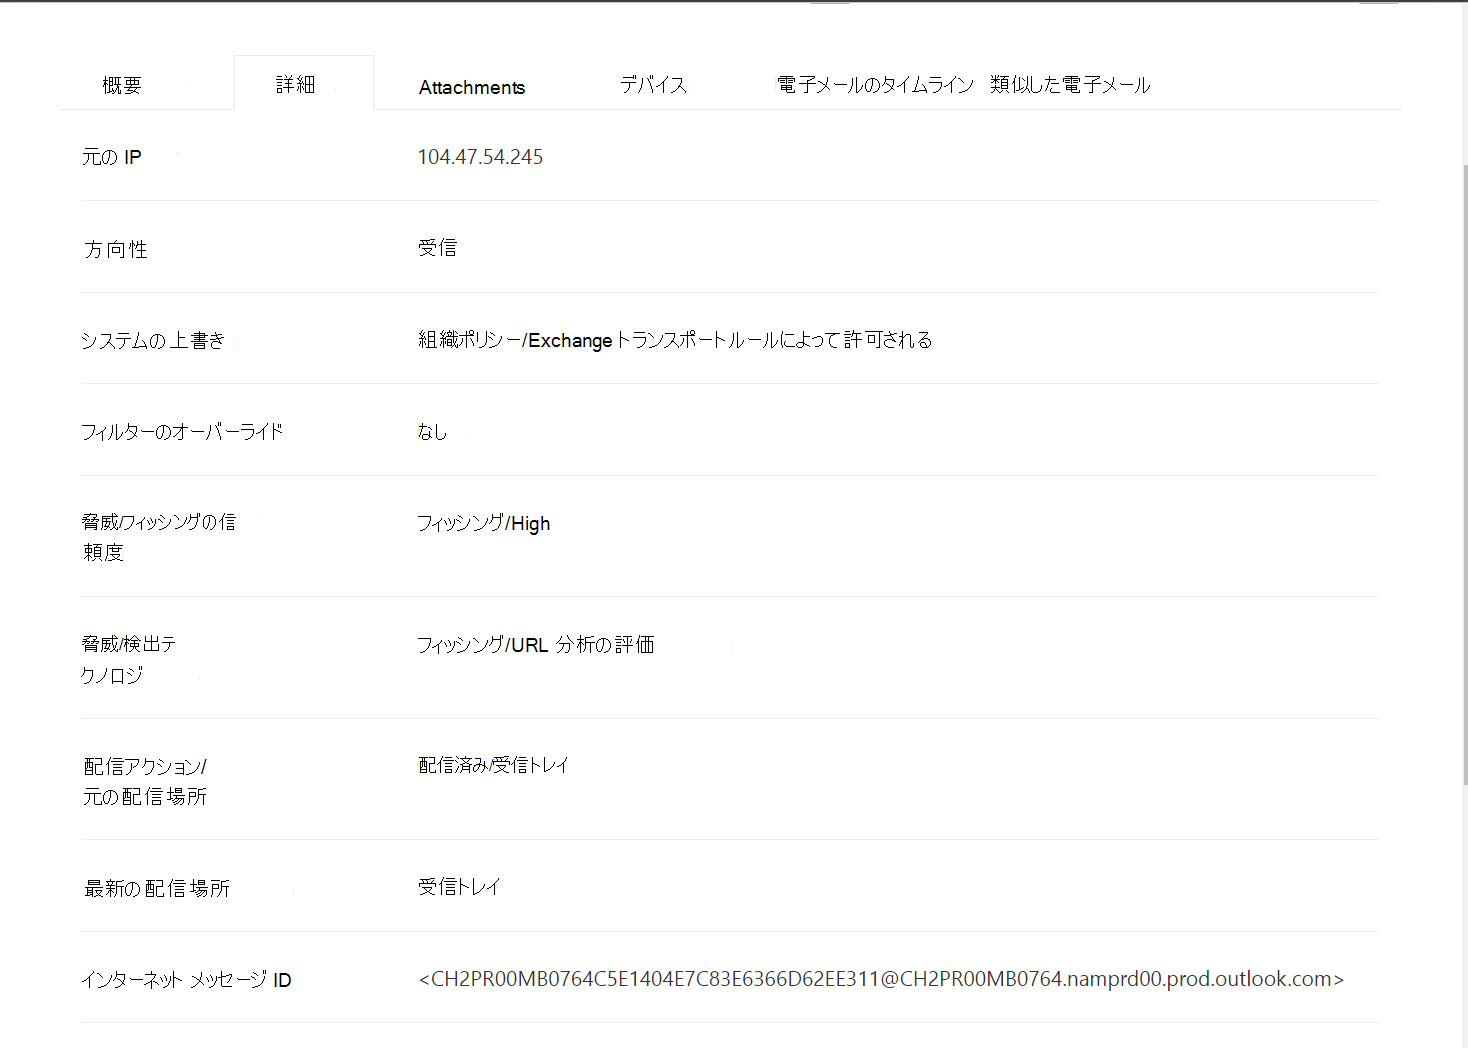 概要 詳細 Attachments デバイス 電子メールのタイムライン 類似した電子メール
元の IP 104.47.54.245
方向性 受信
システムの上書き 組織ポリシー/Exchange トランスポートルールによって許可される
フィルターのオーバーライド なし
脅威/フィッシングの信 フィッシング/High
頼度
脅威/検出テ フィッシング/URL 分析の評価
クノロジ
配信アクション/ 配信済み/受信トレイ
元の配信場所
最新の配信場所 受信トレイ
インターネット メッセージ ID <CH2PR00MB0764C5E1404E7C83E6366D62EE311@CH2PR00MB0764.namprd00.prod.outlook.com>